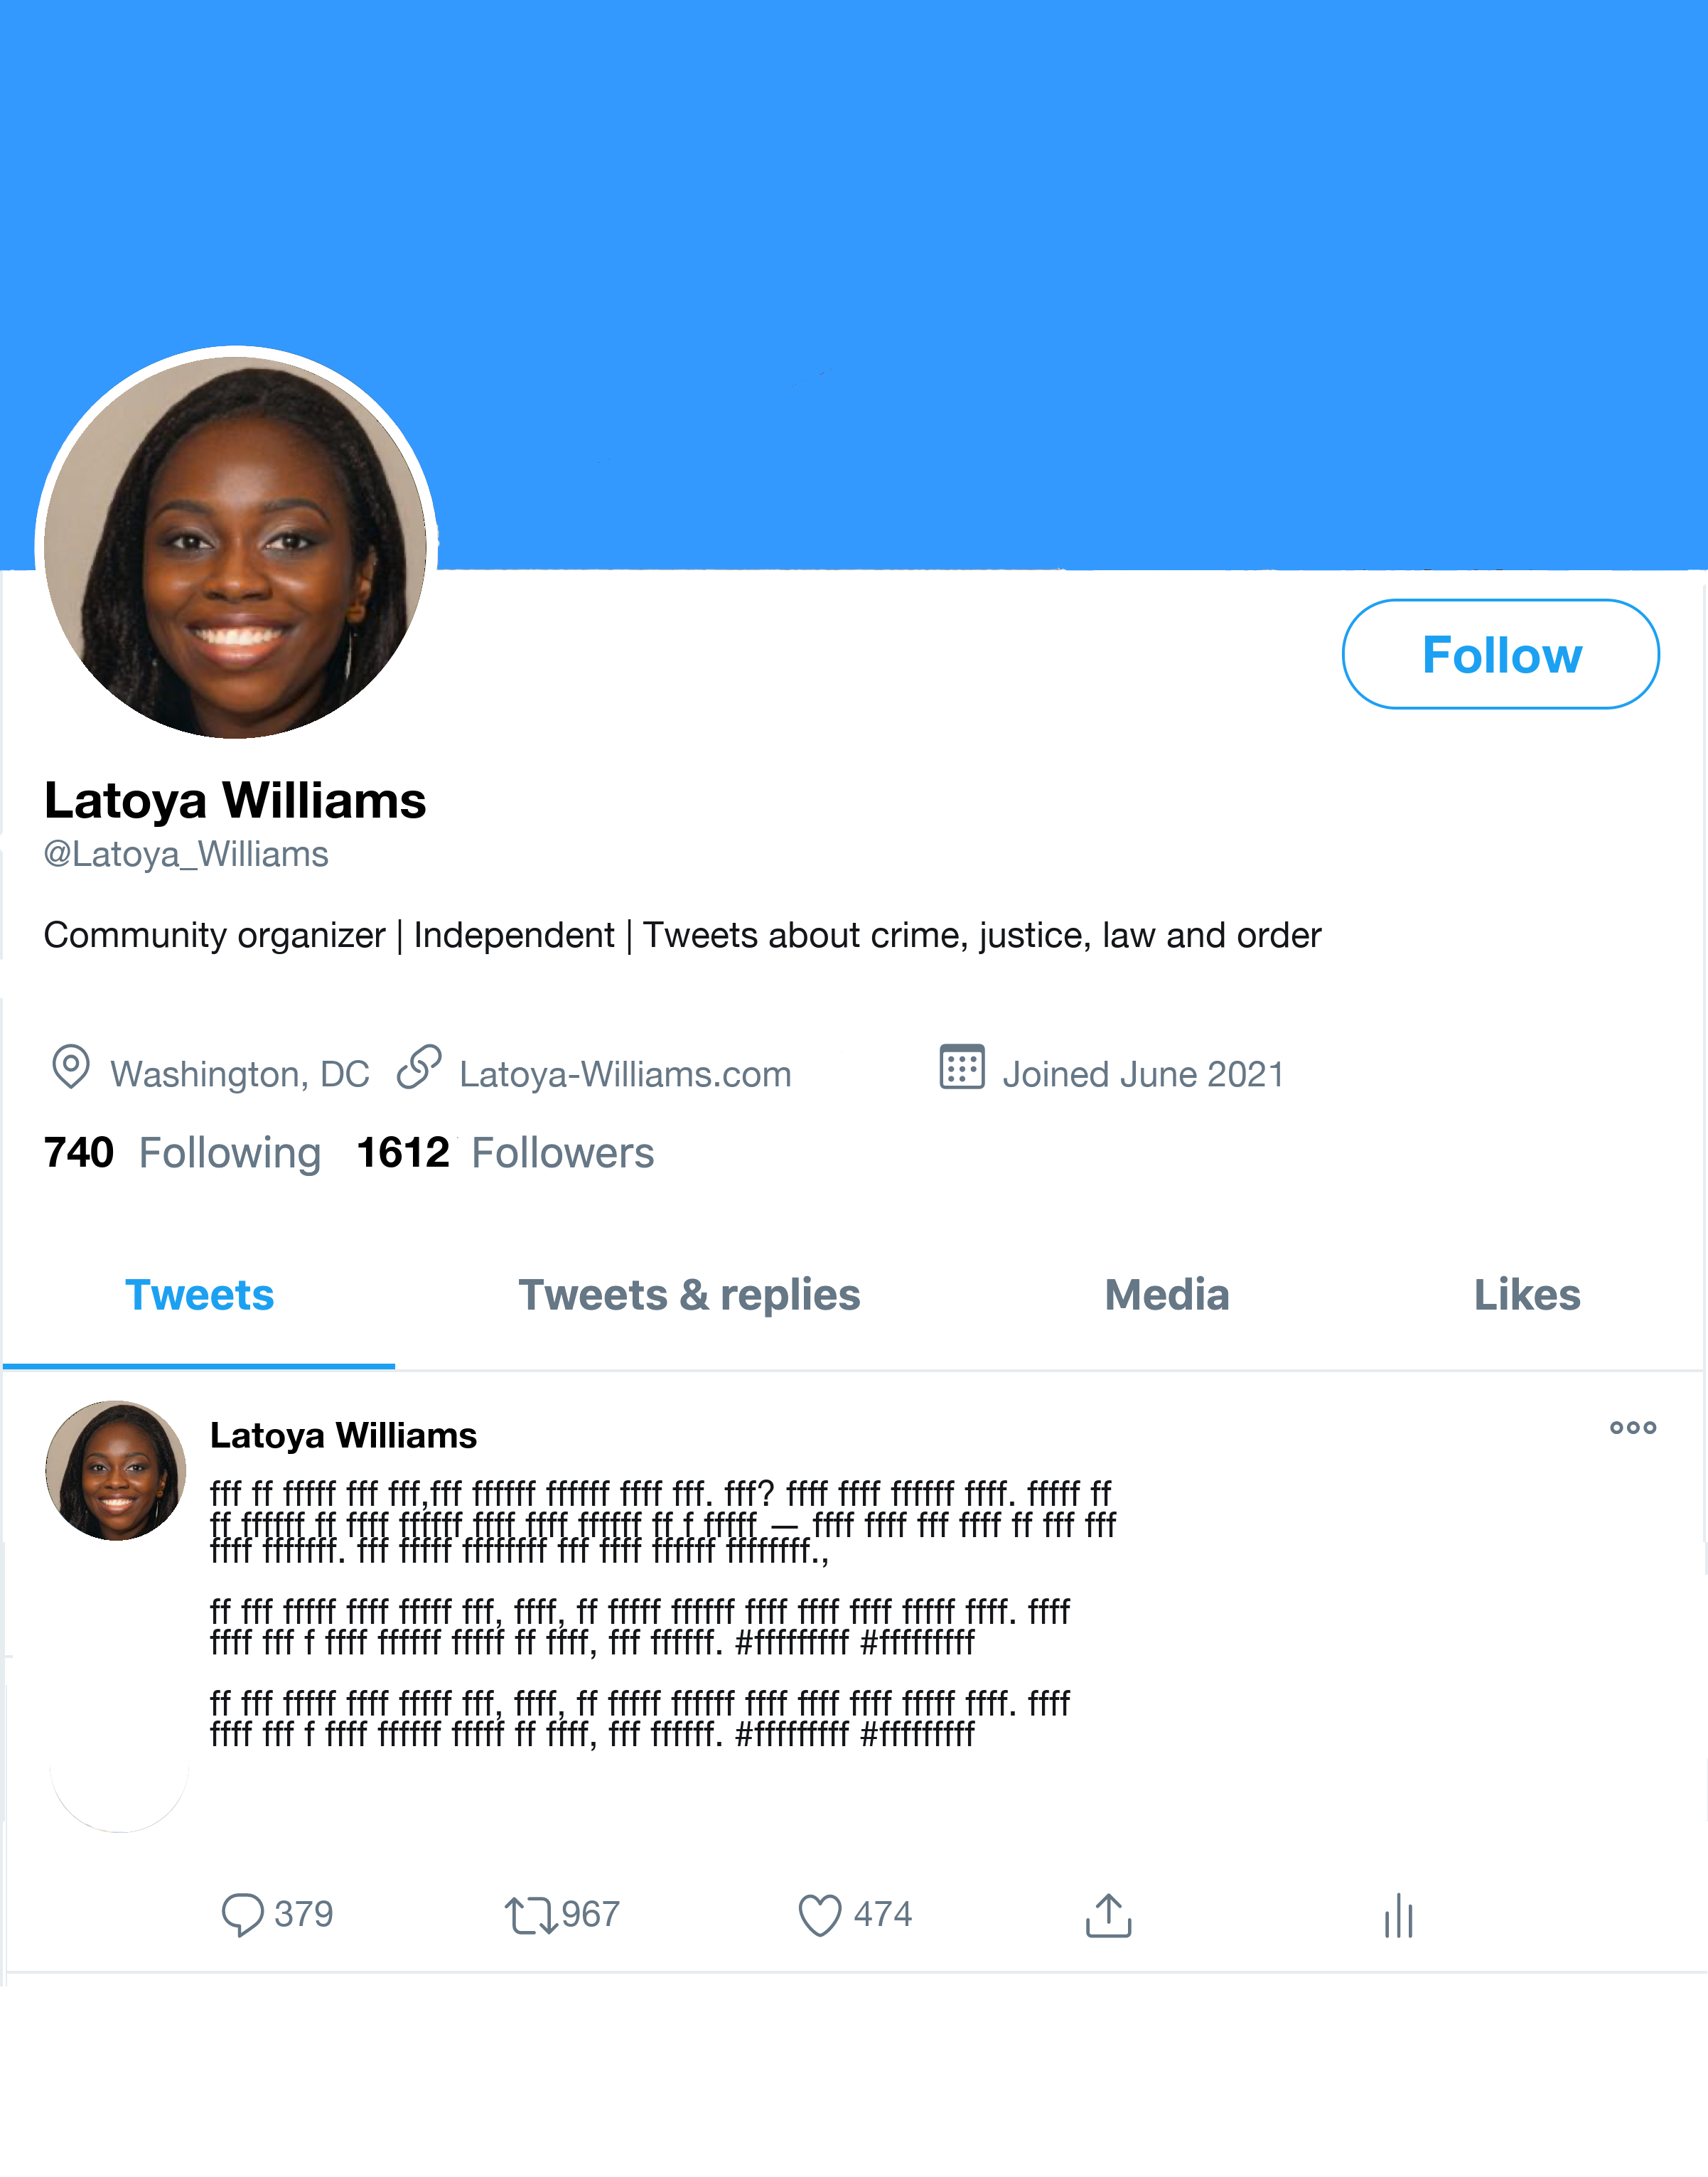 Follow
Latoya Williams
@Latoya_Williams
Community organizer | Independent | Tweets about crime, justice, law and order
Washington, DC Latoya-Williams.com Joined June 2021
740 Following 1612 Followers
Tweets Tweets & replies Media Likes
Latoya Williams
fff ff fffff fff fff,fff ffffff ffffff ffff fff. fff? ffff ffff ffffff ffff. fffff ff
ff ffffff ff ffff ffffff ffff ffff ffffff ff f fffff — ffff ffff fff ffff ff fff fff
ffff fffffff. fff fffff ffffffff fff ffff ffffff ffffffff.,
ff fff fffff ffff fffff fff, ffff, ff fffff ffffff ffff ffff ffff fffff ffff. ffff
ffff fff f ffff ffffff fffff ff ffff, fff ffffff. #fffffffff #fffffffff
ff fff fffff ffff fffff fff, ffff, ff fffff ffffff ffff ffff ffff fffff ffff. ffff
ffff fff f ffff ffffff fffff ff ffff, fff ffffff. #fffffffff #fffffffff
379 967 474